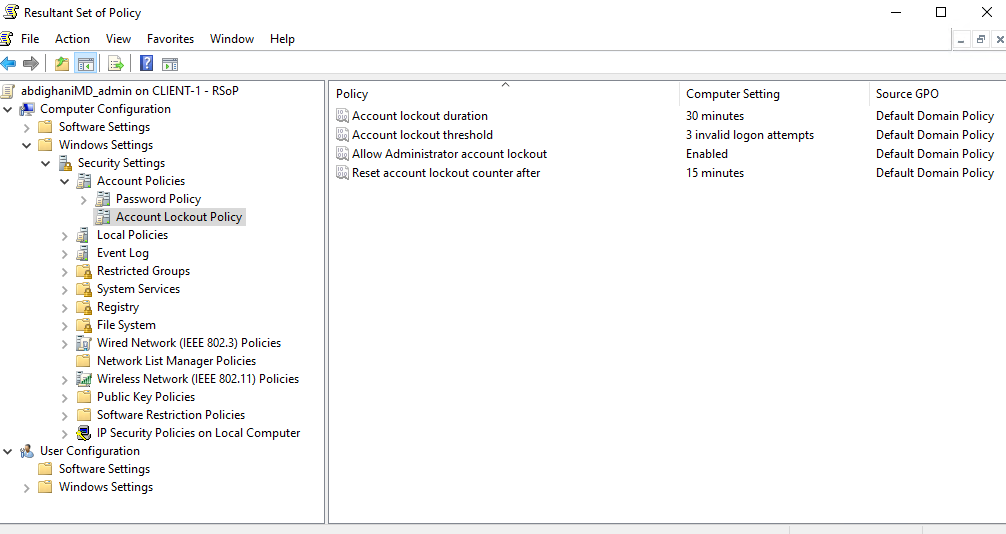 Resultant Set of Policy
File Action View Favorites Window Help
abdighaniMD_admin on CLIENT-1 - RSoP
Computer Configuration
Software Settings
Windows Settings
Security Settings
Account Policies
Password Policy
Account Lockout Policy
Local Policies
Event Log
Restricted Groups
System Services
Registry
File System
Wired Network (IEEE 802.3) Policies
Network List Manager Policies
Wireless Network (IEEE 802.11) Policies
Public Key Policies
Software Restriction Policies
IP Security Policies on Local Computer
User Configuration
Software Settings
Windows Settings
Policy Computer Setting Source GPO
Account lockout duration 30 minutes Default Domain Policy
Account lockout threshold 3 invalid logon attempts Default Domain Policy
Allow Administrator account lockout Enabled Default Domain Policy
Reset account lockout counter after 15 minutes Default Domain Policy